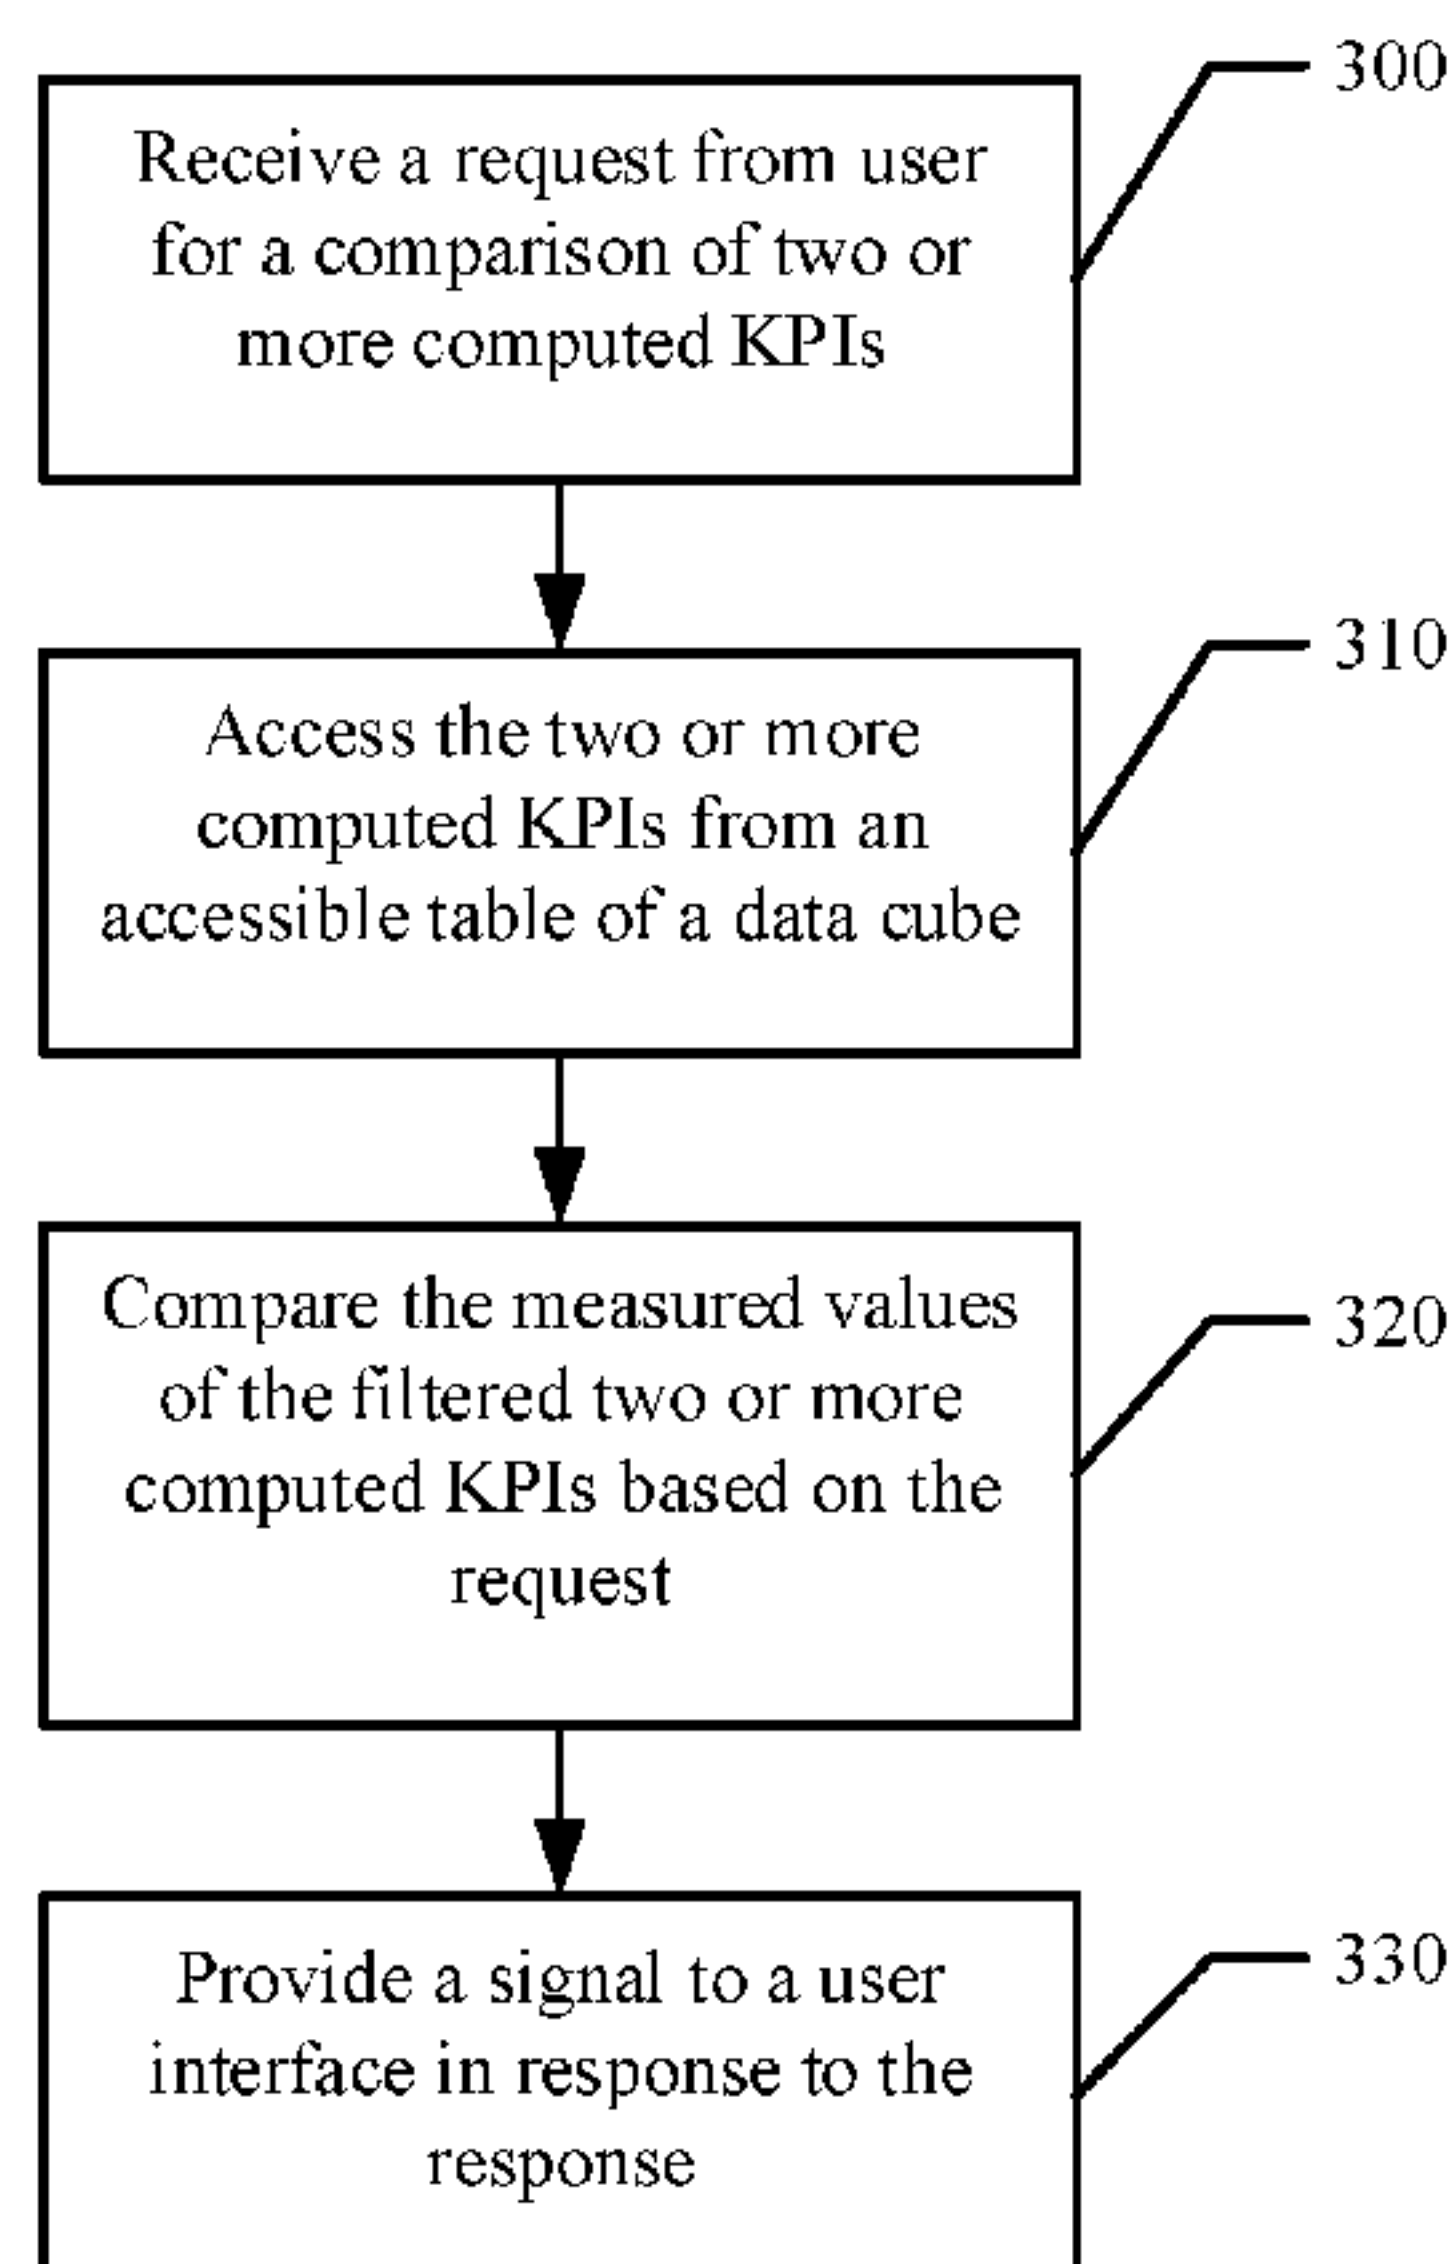 300
Receive a request from user
for a comparison of two or
more computed KPIs
310
Access the two or more
computed KPIs from an
accessible table of a data cube
320
Compare the measured values
of the filtered two or more
computed KPIs based on the
request
330
Provide a signal to a user
interface in response to the
response